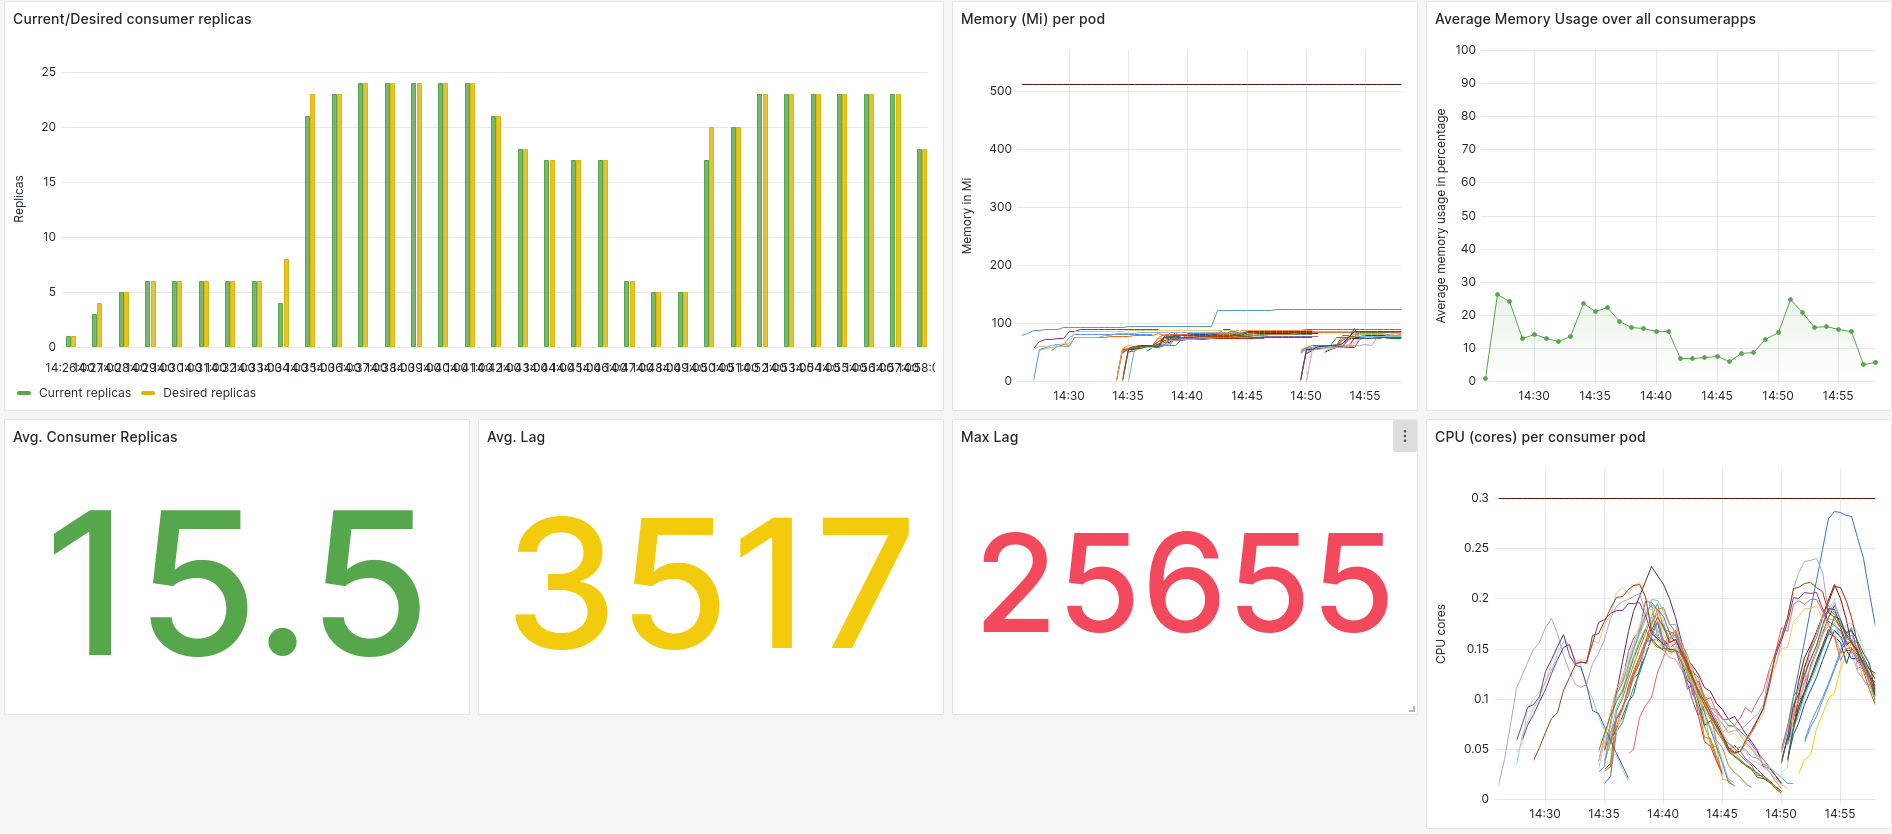 Current/Desired consumer replicas
25
20
15
10
5
0
Replicas
Current replicas
Desired replicas
Memory (Mi) per pod
500
400
300
200
100
0
Memory in Mi
14:30 14:35 14:40 14:45 14:50 14:55
Average Memory Usage over all consumerapps
100
90
80
70
60
50
40
30
20
10
0
Average memory usage in percentage
14:30 14:35 14:40 14:45 14:50 14:55
Avg. Consumer Replicas
15.5
Avg. Lag
3517
Max Lag
25655
CPU (cores) per consumer pod
0.3
0.25
0.2
0.15
0.1
0.05
0
CPU cores
14:30 14:35 14:40 14:45 14:50 14:55